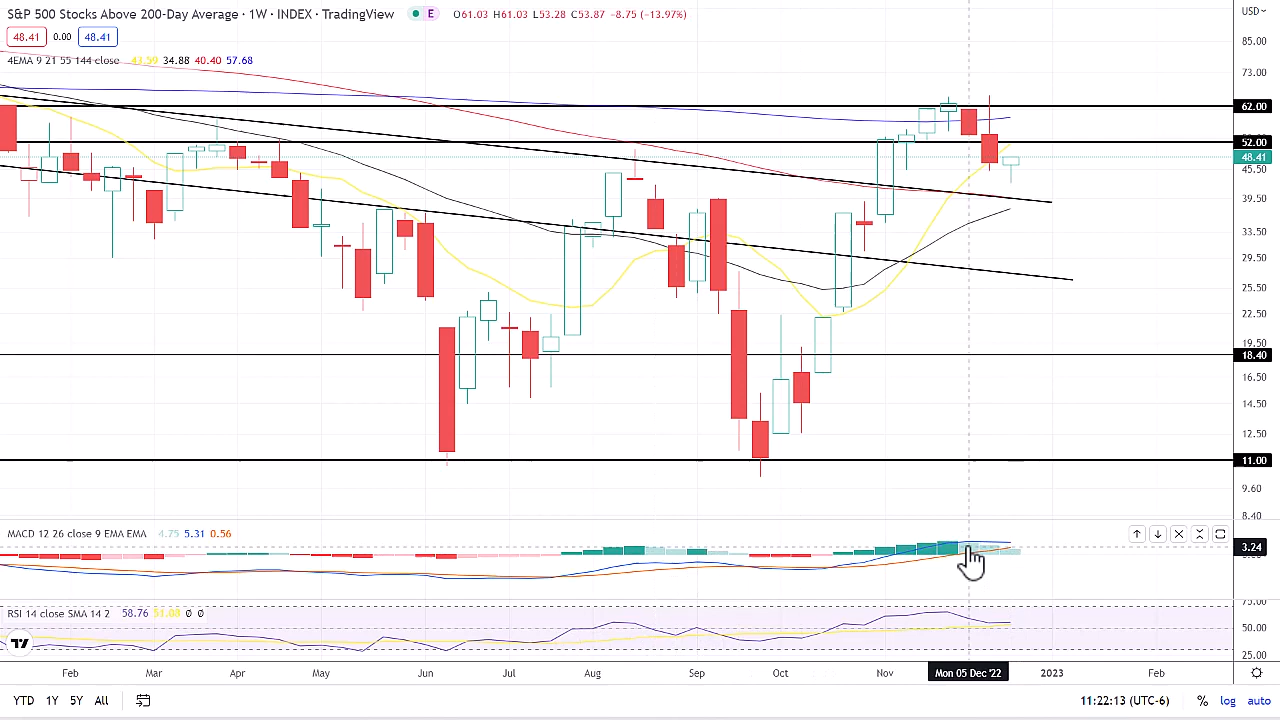 S&P 500 Stocks Above 200-Day Average · 1W · INDEX · TradingView E O61.03 H61.03 L53.28 C53.87 -8.75 (-13.97%)
USD
48.41 0.00 48.41
85.00
4EMA 9 21 55 144 close 43.59 34.88 40.40 57.68
73.00
62.00
52.00
48.41
45.50
39.50
33.50
29.50
25.50
22.50
19.50
18.40
16.50
14.50
12.50
11.00
9.60
8.40
MACD 12 26 close 9 EMA EMA 4.75 5.31 0.56
3.24
75.00
RSI 14 close SMA 14 2 58.76 51.08 Ø Ø
50.00
25.00
Feb Mar Apr May Jun Jul Aug Sep Oct Nov Mon 05 Dec '22 2023 Feb
YTD 1Y 5Y All 11:22:13 (UTC-6) % log auto